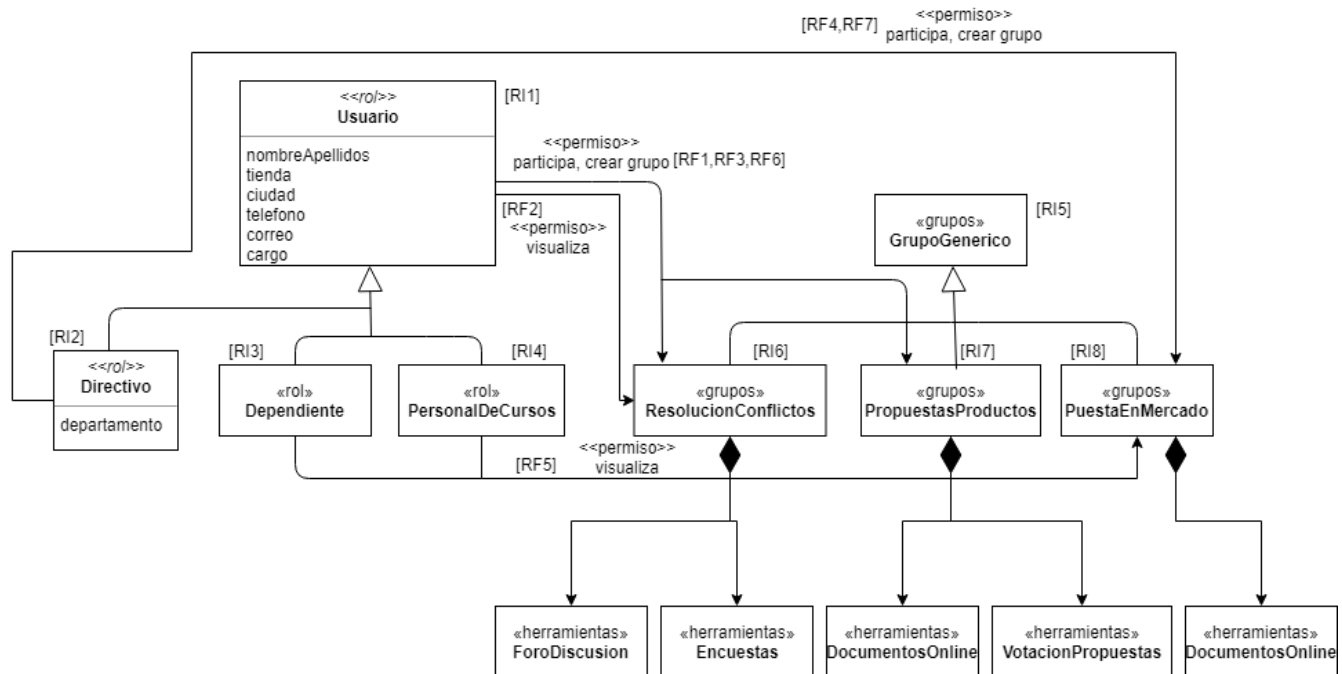 <<permiso>>
[RF4,RF7]
participa, crear grupo
<<rol>>
Usuario
[RI1]
nombreApellidos
tienda
ciudad
telefono
correo
cargo
<<permiso>>
participa, crear grupo [RF1,RF3,RF6]
[RF2]
<<permiso>>
visualiza
«grupos»
GrupoGenerico
[RI5]
[RI2]
<<rol>>
Directivo
departamento
[RI3]
«rol»
Dependiente
[RI4]
«rol»
PersonalDeCursos
[RI6]
«grupos»
ResolucionConflictos
[RI7]
«grupos»
PropuestasProductos
[RI8]
«grupos»
PuestaEnMercado
<<permiso>>
[RF5]
visualiza
«herramientas»
ForoDiscusion
«herramientas»
Encuestas
«herramientas»
DocumentosOnline
«herramientas»
VotacionPropuestas
«herramientas»
DocumentosOnline